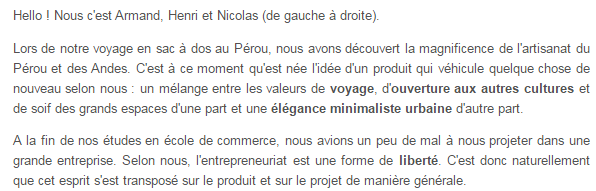 Hello ! Nous c'est Armand, Henri et Nicolas (de gauche à droite).
Lors de notre voyage en sac à dos au Pérou, nous avons découvert la magnificence de l'artisanat du
Pérou et des Andes. C'est à ce moment qu'est née l'idée d'un produit qui véhicule quelque chose de
nouveau selon nous : un mélange entre les valeurs de voyage, d'ouverture aux autres cultures et
de soif des grands espaces d'une part et une élégance minimaliste urbaine d'autre part.
A la fin de nos études en école de commerce, nous avions un peu de mal à nous projeter dans une
grande entreprise. Selon nous, l'entrepreneuriat est une forme de liberté. C'est donc naturellement
que cet esprit s'est transposé sur le produit et sur le projet de manière générale.